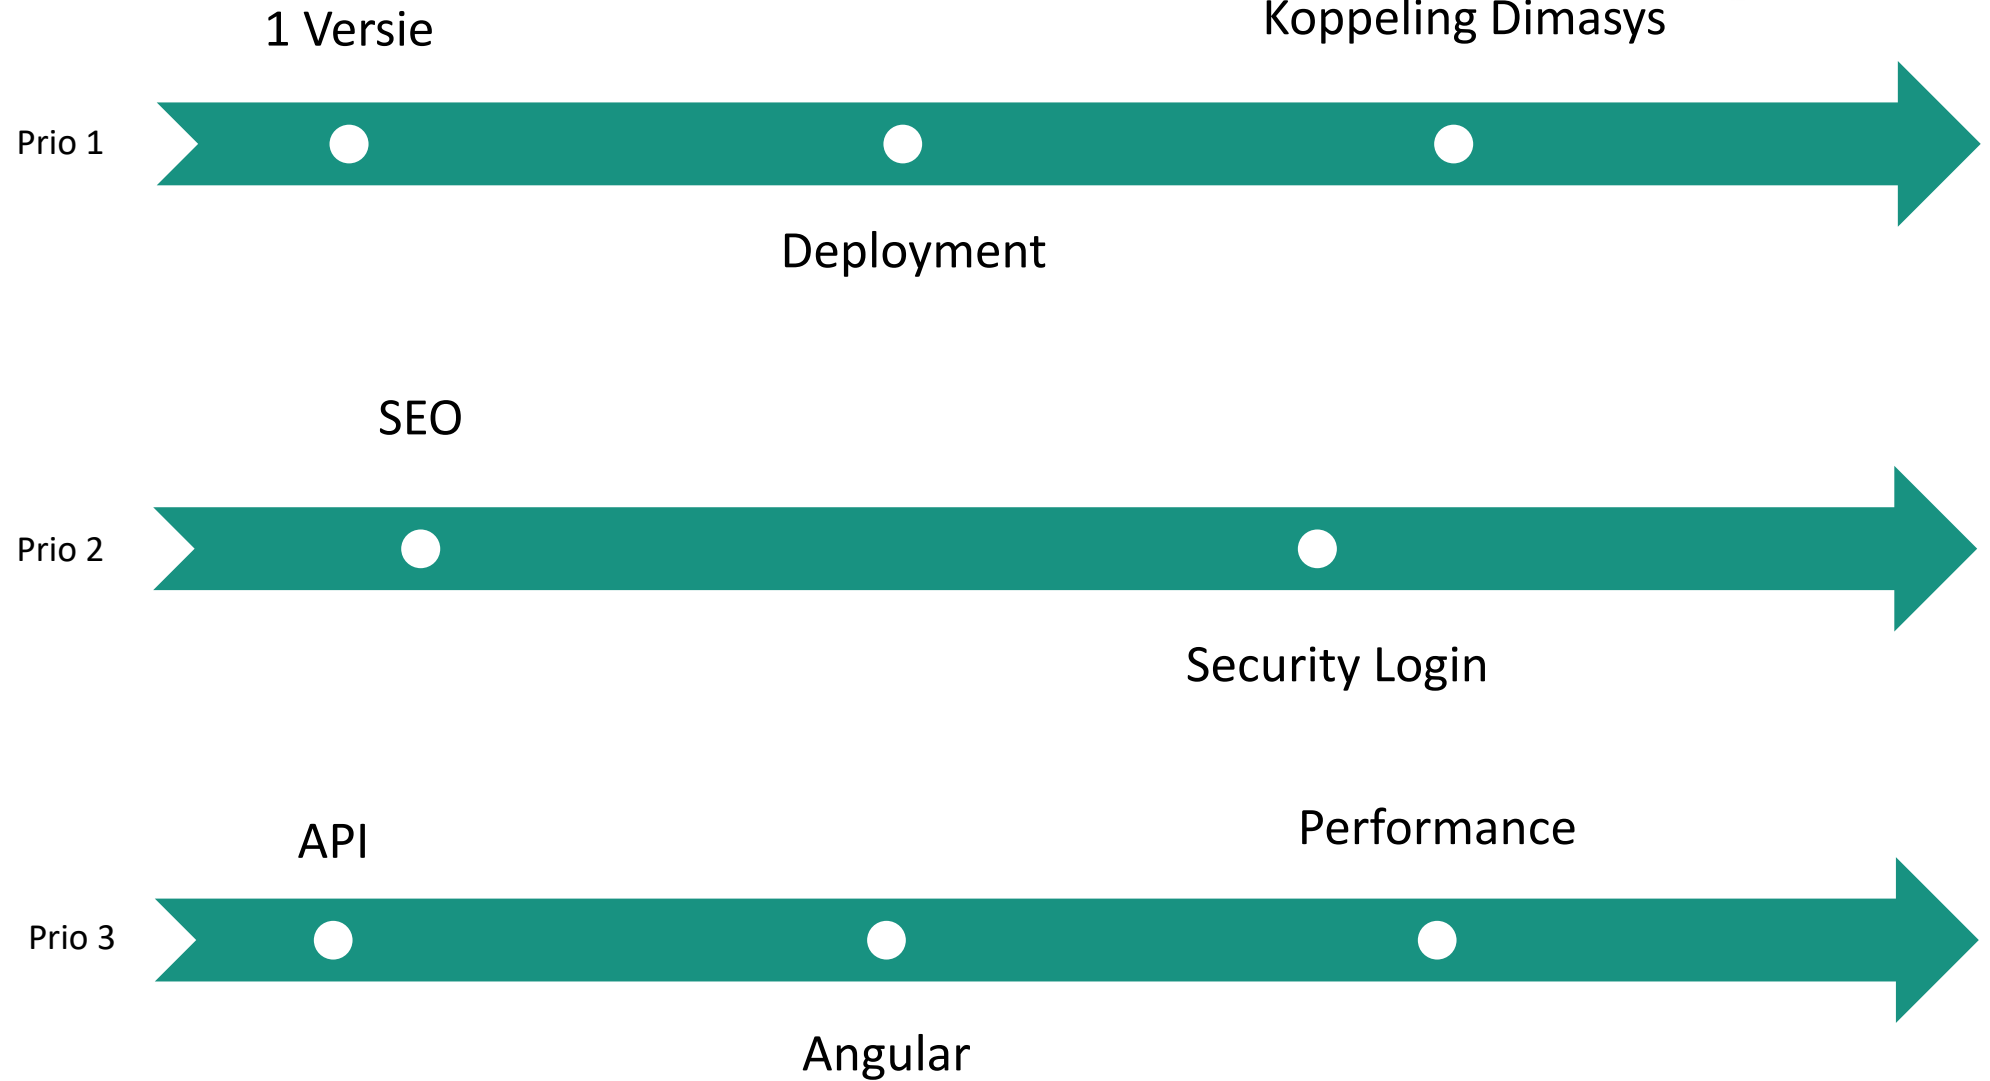 1 Versie
Koppeling Dimasys
Prio 1
Deployment
SEO
Prio 2
Security Login
API
Performance
Prio 3
Angular